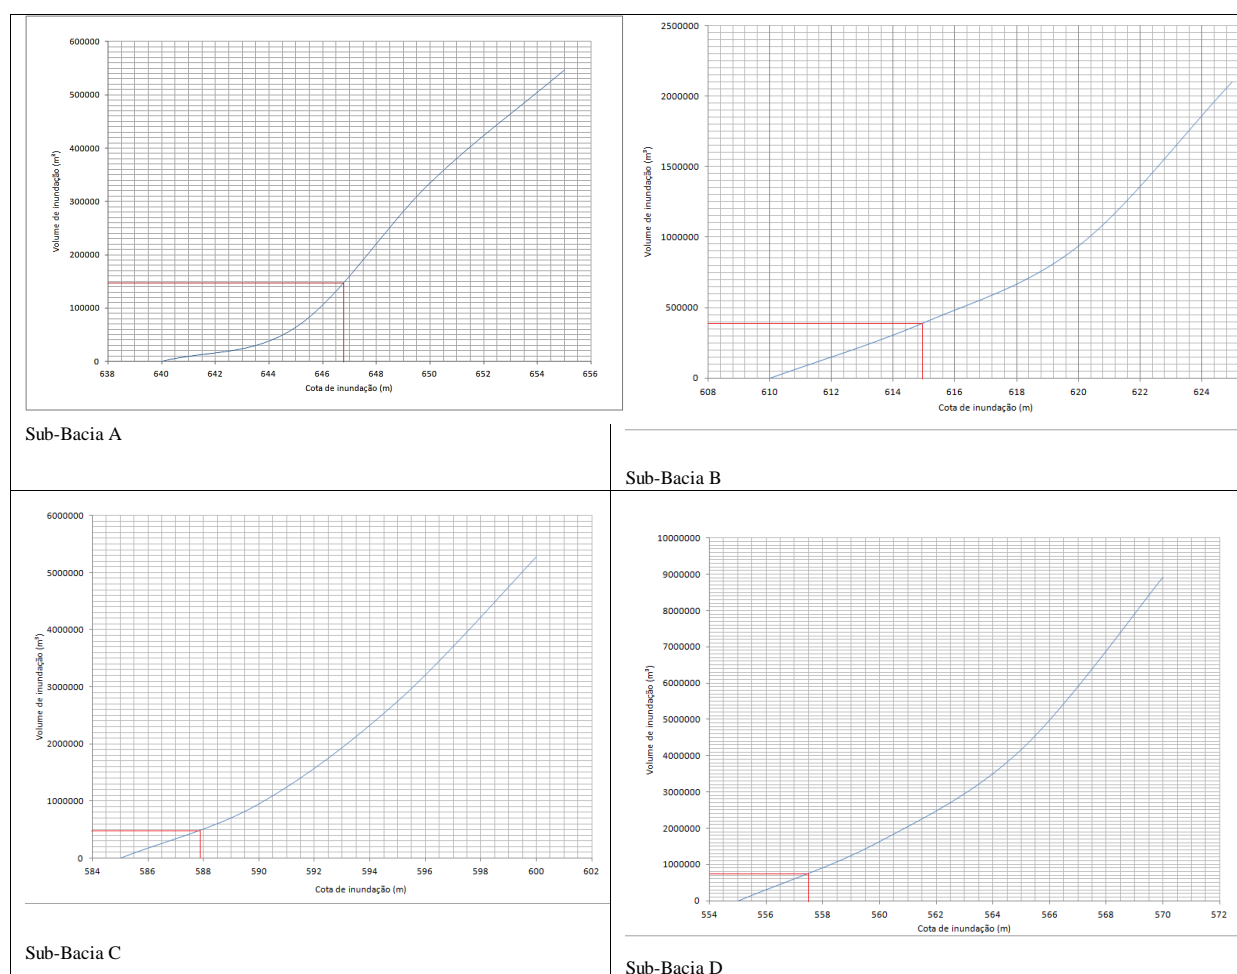 600000
500000
400000
300000
200000
100000
0
Volume de inundação (m³)
638 640 642 644 646 648 650 652 654 656
Cota de inundação (m)
Sub-Bacia A
2500000
2000000
1500000
1000000
500000
0
Volume de inundação (m³)
608 610 612 614 616 618 620 622 624
Cota de inundação (m)
Sub-Bacia B
6000000
5000000
4000000
3000000
2000000
1000000
0
Volume de inundação (m³)
584 586 588 590 592 594 596 598 600 602
Cota de inundação (m)
Sub-Bacia C
10000000
9000000
8000000
7000000
6000000
5000000
4000000
3000000
2000000
1000000
0
Volume de inundação (m³)
554 556 558 560 562 564 566 568 570 572
Cota de inundação (m)
Sub-Bacia D